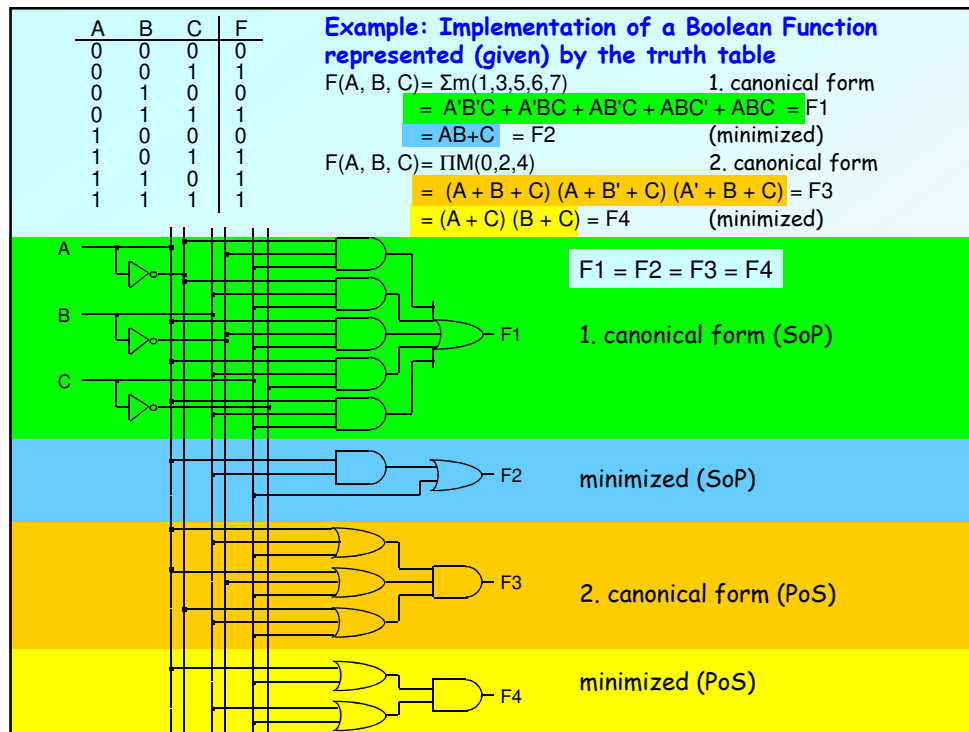 A B C F
0 0 0 0
0 0 1 1
0 1 0 0
0 1 1 1
1 0 0 0
1 0 1 1
1 1 0 1
1 1 1 1
Example: Implementation of a Boolean Function
represented (given) by the truth table
F(A, B, C)= Σm(1,3,5,6,7) 1. canonical form
= A'B'C + A'BC + AB'C + ABC' + ABC = F1
= AB+C = F2 (minimized)
F(A, B, C)= ΠM(0,2,4) 2. canonical form
= (A + B + C) (A + B' + C) (A' + B + C) = F3
= (A + C) (B + C) = F4 (minimized)
A
F1 = F2 = F3 = F4
B
F1 1. canonical form (SoP)
C
F2 minimized (SoP)
F3 2. canonical form (PoS)
F4 minimized (PoS)